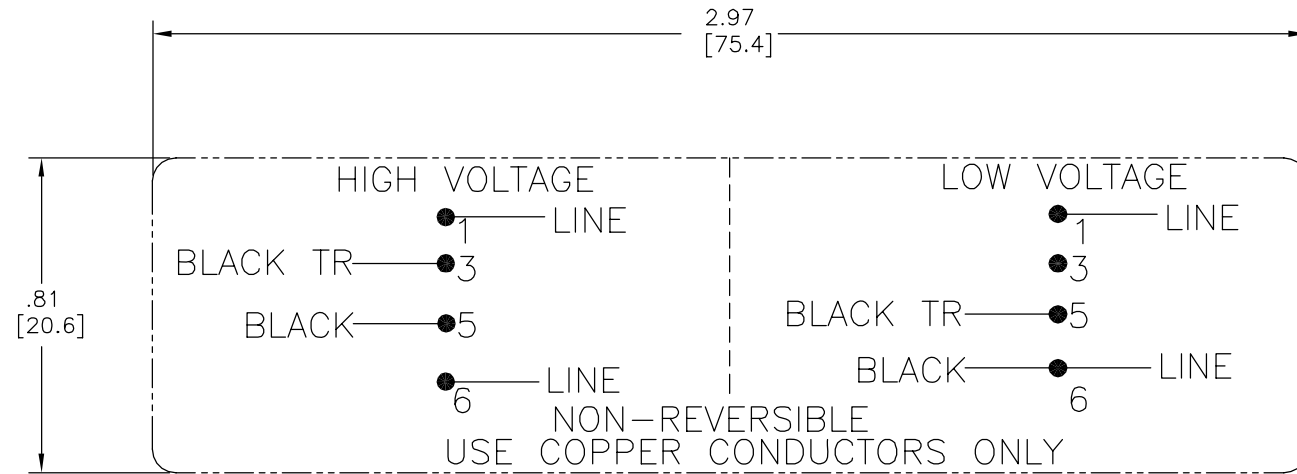 2.97
[75.4]
.81
[20.6]
HIGH VOLTAGE
1 LINE
BLACK TR 3
BLACK 5
6 LINE
LOW VOLTAGE
1 LINE
3
BLACK TR 5
BLACK 6 LINE
NON-REVERSIBLE
USE COPPER CONDUCTORS ONLY